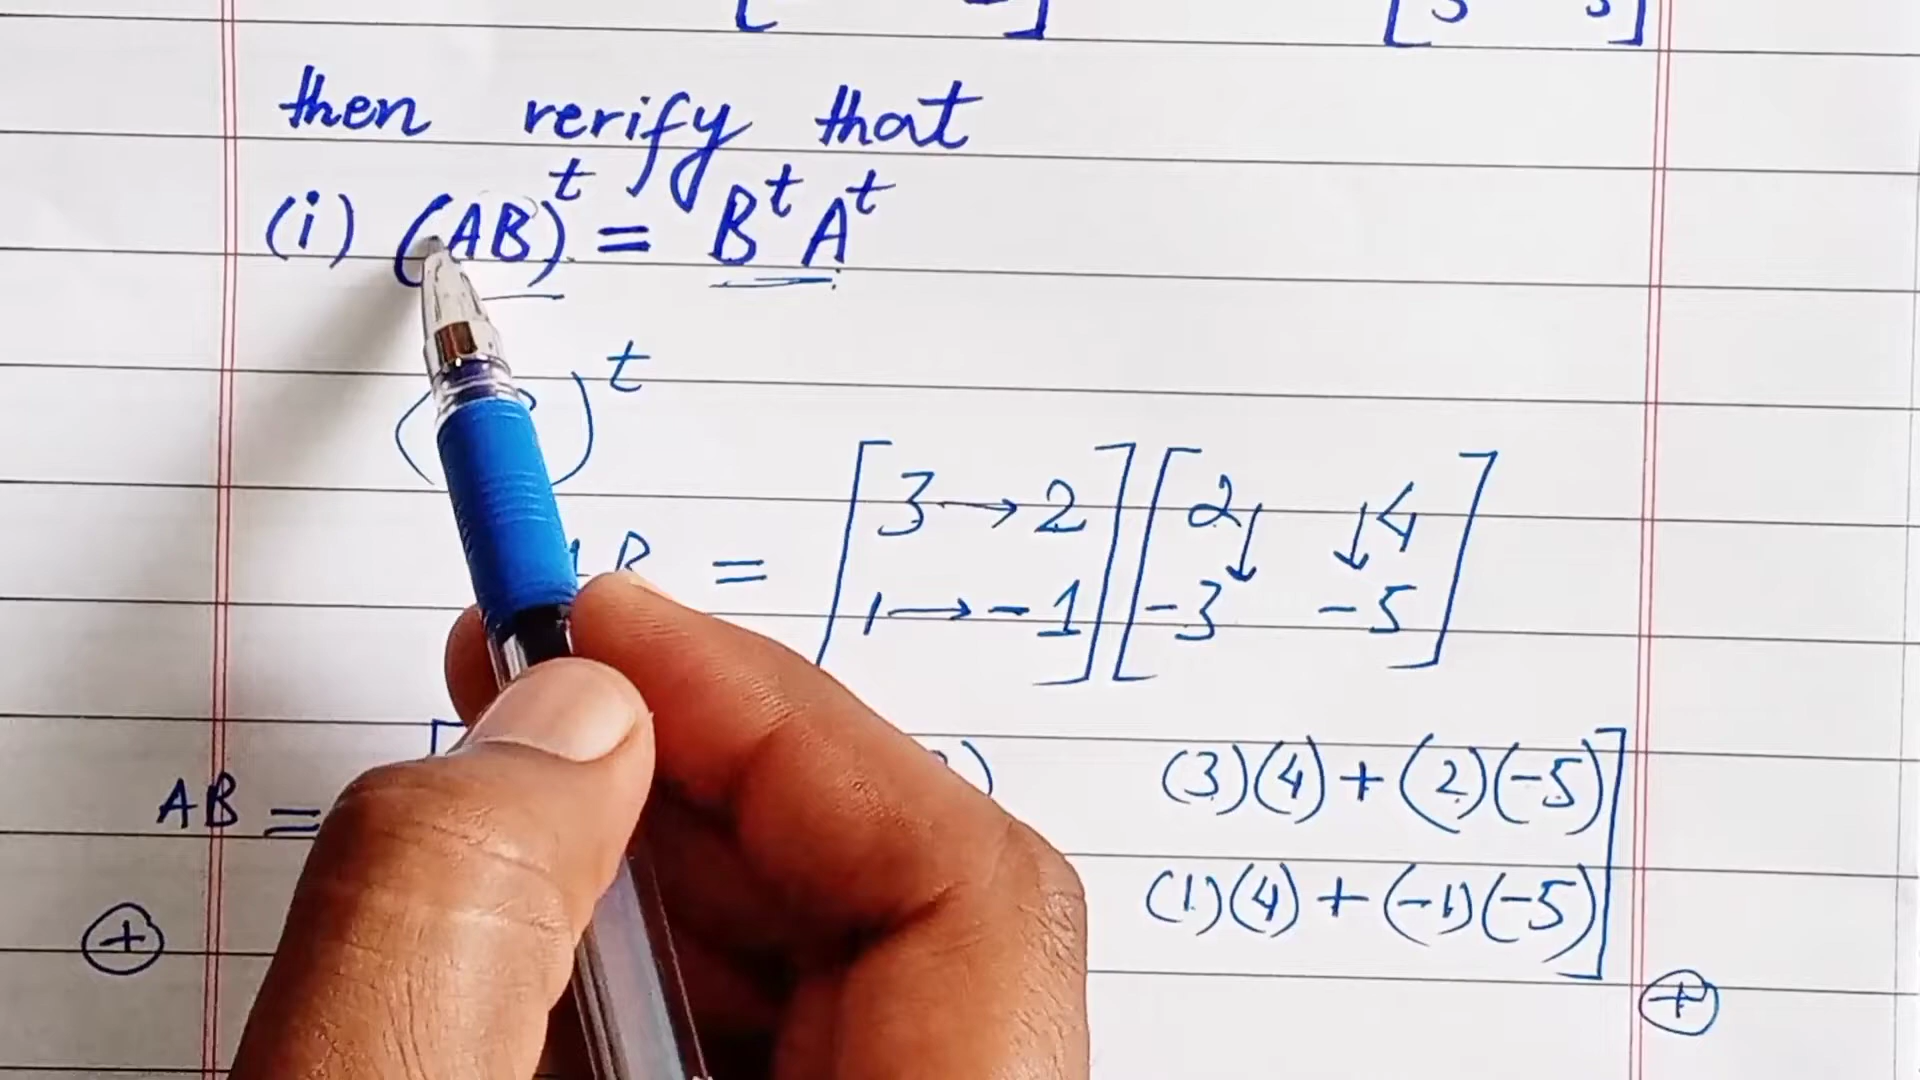 then verify that
(i) (AB)^t = B^t A^t
( )^t
= [3 → 2] [2↓ ↓4]
[1 → -1] [-3 -5]
AB = [ (3)(4) + (2)(-5)]
(1)(4) + (-1)(-5)]
+ +